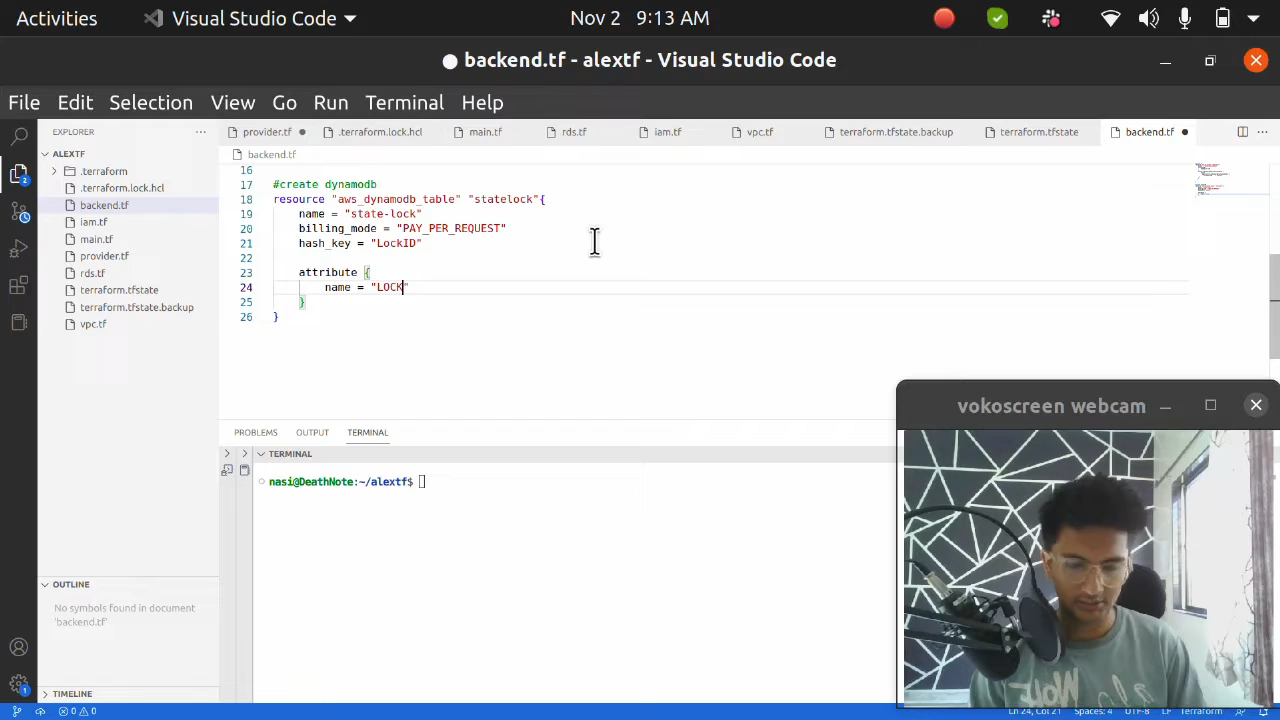 Activities Visual Studio Code Nov 2 9:13 AM
backend.tf - alextf - Visual Studio Code
File Edit Selection View Go Run Terminal Help
EXPLORER
ALEXTF
.terraform
.terraform.lock.hcl
backend.tf
iam.tf
main.tf
provider.tf
rds.tf
terraform.tfstate
terraform.tfstate.backup
vpc.tf
OUTLINE
No symbols found in document
'backend.tf'
TIMELINE
provider.tf .terraform.lock.hcl main.tf rds.tf iam.tf vpc.tf terraform.tfstate.backup terraform.tfstate backend.tf
backend.tf
16
17 #create dynamodb
18 resource "aws_dynamodb_table" "statelock"{
19 name = "state-lock"
20 billing_mode = "PAY_PER_REQUEST"
21 hash_key = "LockID"
22
23 attribute {
24 name = "LOCK"
25 }
26 }
PROBLEMS OUTPUT TERMINAL
TERMINAL
nasi@DeathNote:~/alextf$
vokoscreen webcam
2
1
0 0
Ln 24, Col 21 Spaces: 4 UTF-8 LF Terraform